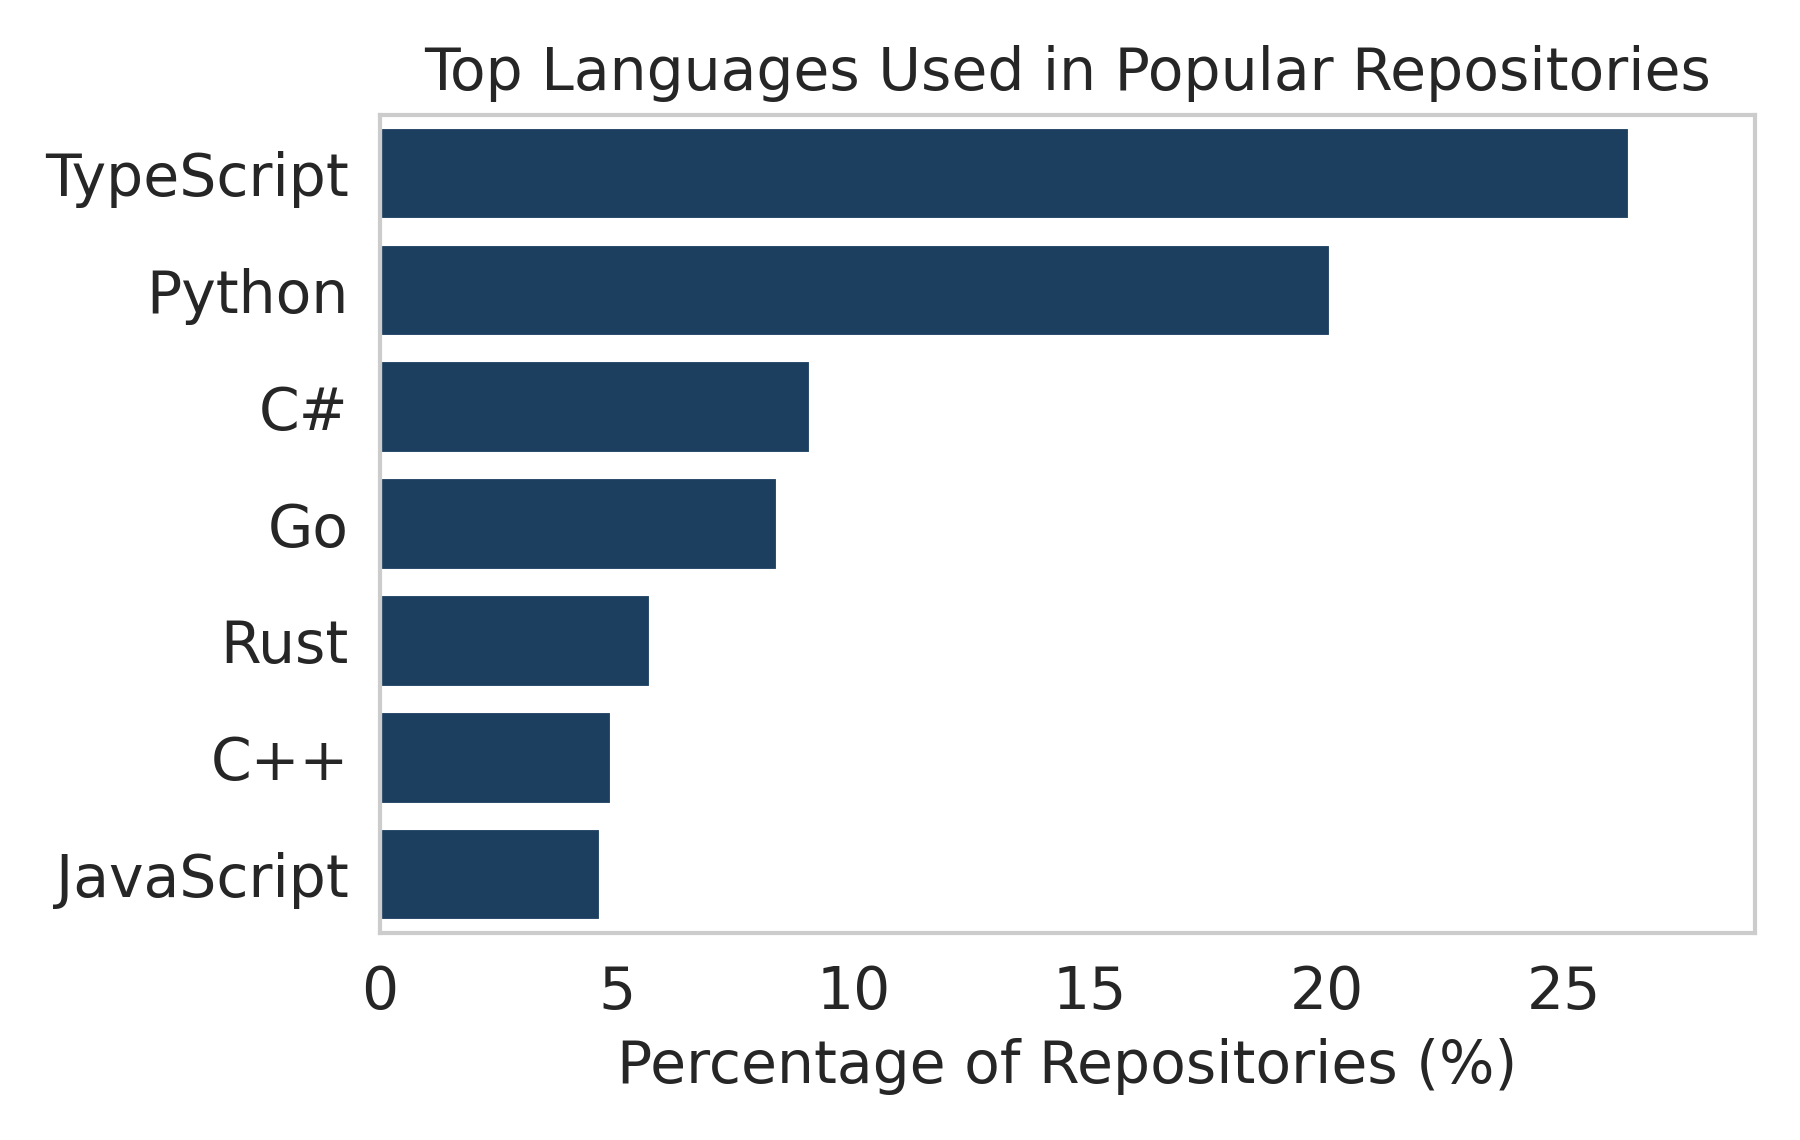 Top Languages Used in Popular Repositories
TypeScript
Python
C#
Go
Rust
C++
JavaScript
0 5 10 15 20 25
Percentage of Repositories (%)